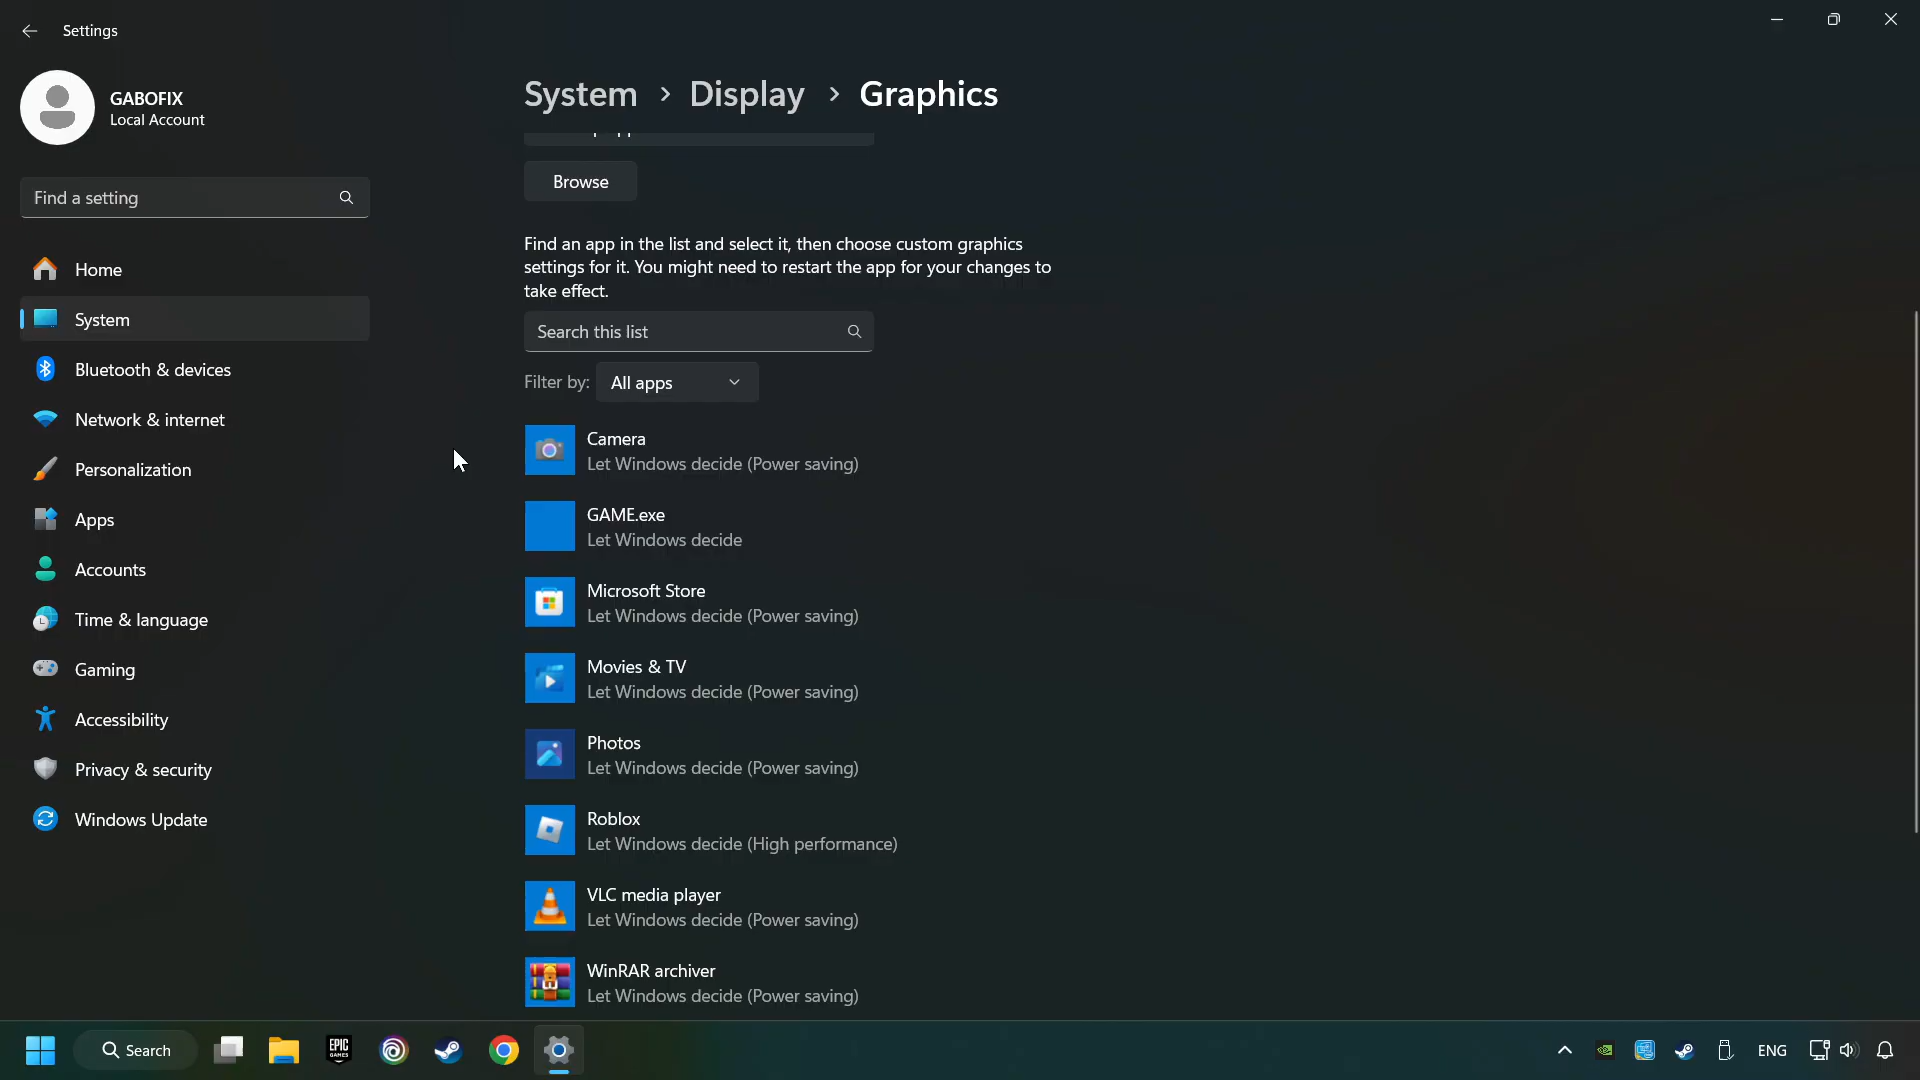 Settings
GABOFIX
Local Account
Find a setting
Home
System
Bluetooth & devices
Network & internet
Personalization
Apps
Accounts
Time & language
Gaming
Accessibility
Privacy & security
Windows Update
System > Display > Graphics
Browse
Find an app in the list and select it, then choose custom graphics
settings for it. You might need to restart the app for your changes to
take effect.
Search this list
Filter by: All apps
Camera
Let Windows decide (Power saving)
GAME.exe
Let Windows decide
Microsoft Store
Let Windows decide (Power saving)
Movies & TV
Let Windows decide (Power saving)
Photos
Let Windows decide (Power saving)
Roblox
Let Windows decide (High performance)
VLC media player
Let Windows decide (Power saving)
WinRAR archiver
Let Windows decide (Power saving)
Search
EPIC
GAMES
ENG